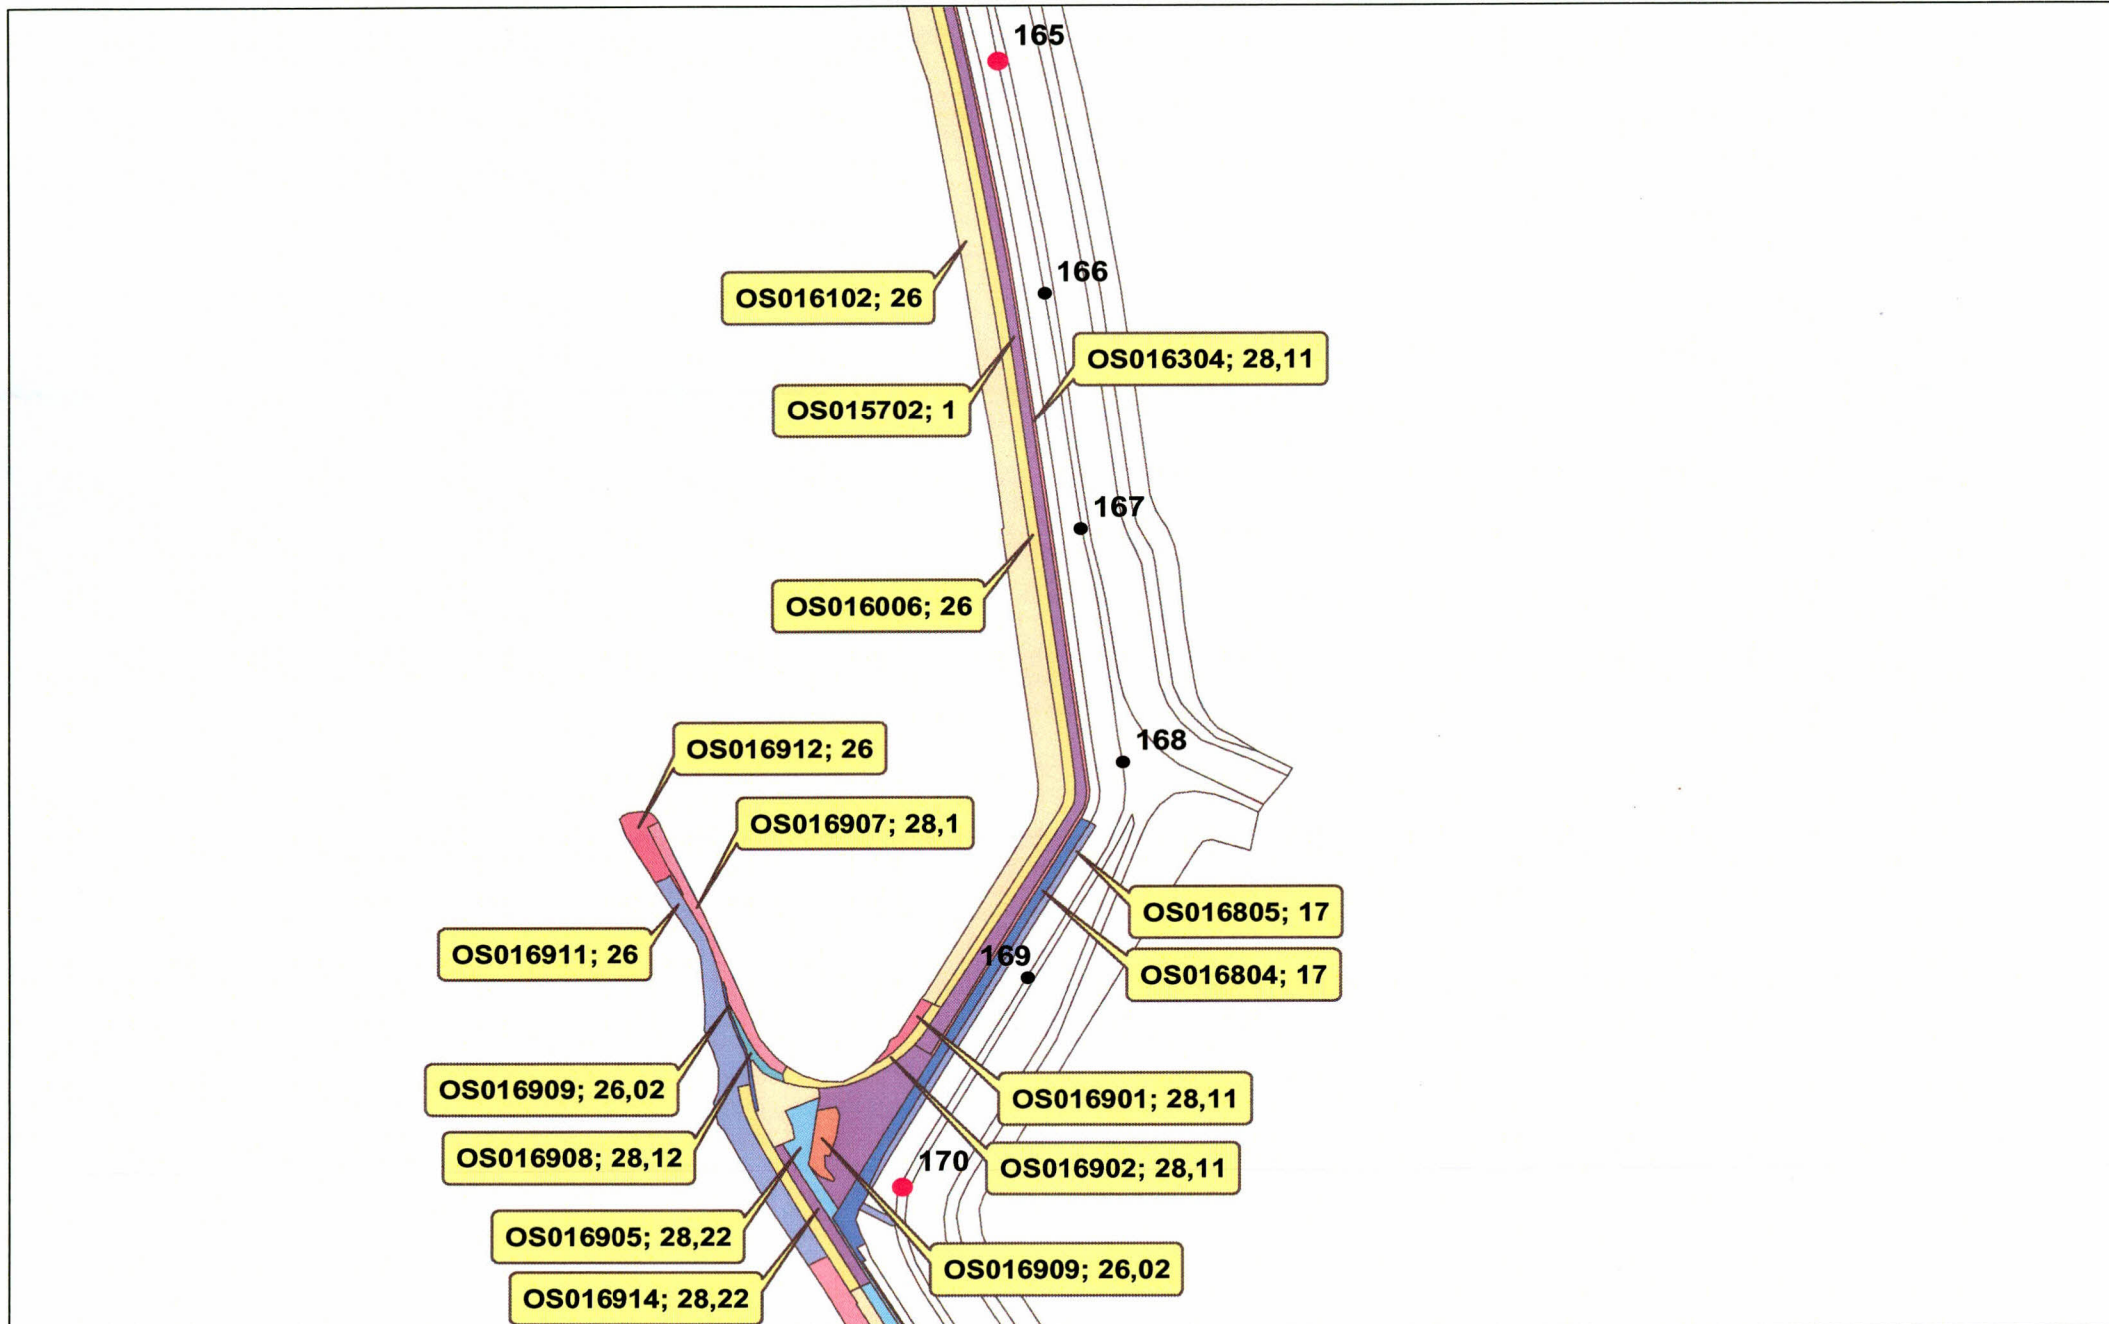 165
166
OS016102; 26
OS016304; 28,11
OS015702; 1
167
OS016006; 26
168
OS016912; 26
OS016907; 28,1
OS016805; 17
OS016911; 26
169
OS016804; 17
OS016909; 26,02
OS016901; 28,11
OS016908; 28,12
170
OS016902; 28,11
OS016905; 28,22
OS016909; 26,02
OS016914; 28,22